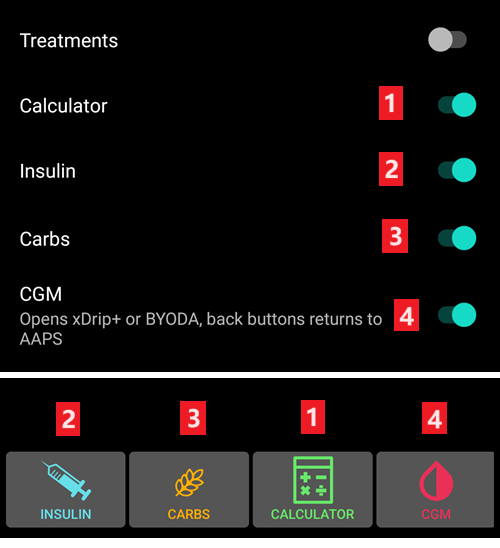 Treatments
Calculator 1
Insulin 2
Carbs 3
CGM
Opens xDrip+ or BYODA, back buttons returns to 4
AAPS
2 3 1 4
INSULIN CARBS CALCULATOR CGM